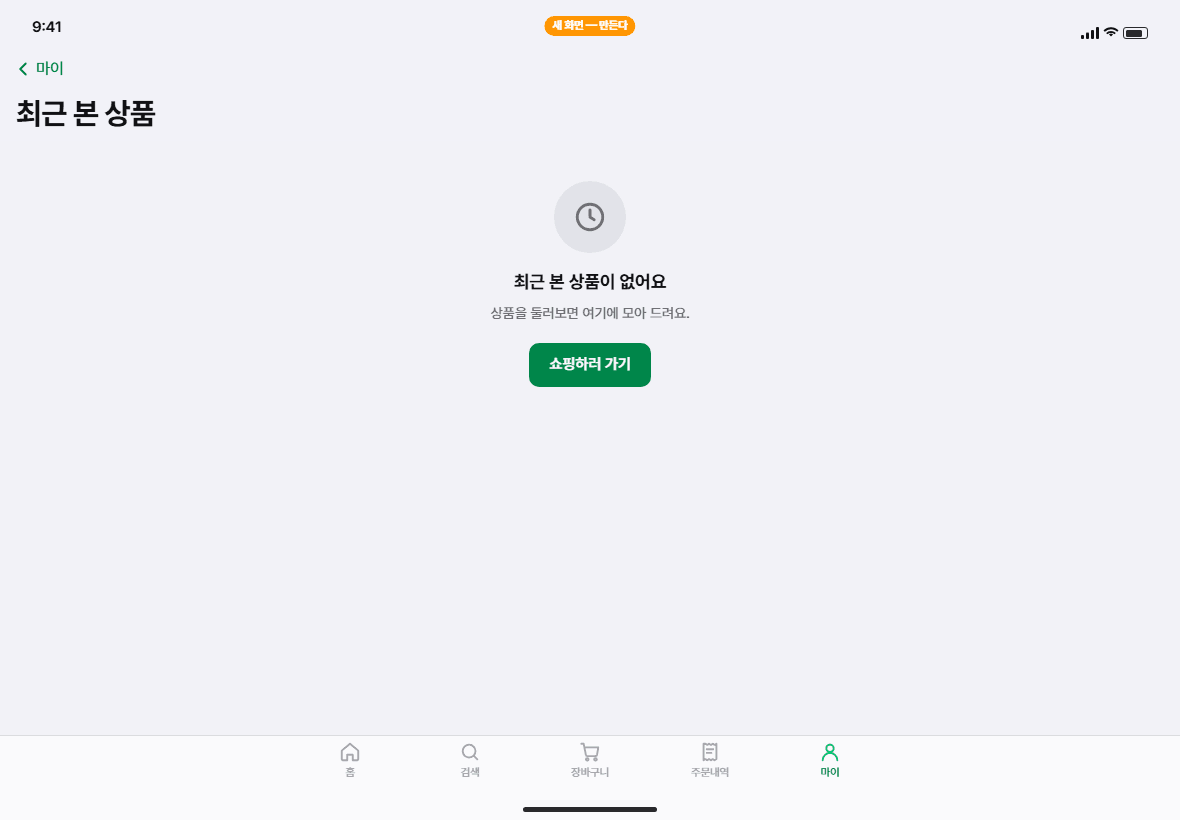 9:41
새 화면 — 만든다
마이
최근 본 상품
최근 본 상품이 없어요
상품을 둘러보면 여기에 모아 드려요.
쇼핑하러 가기
홈
검색
장바구니
주문내역
마이